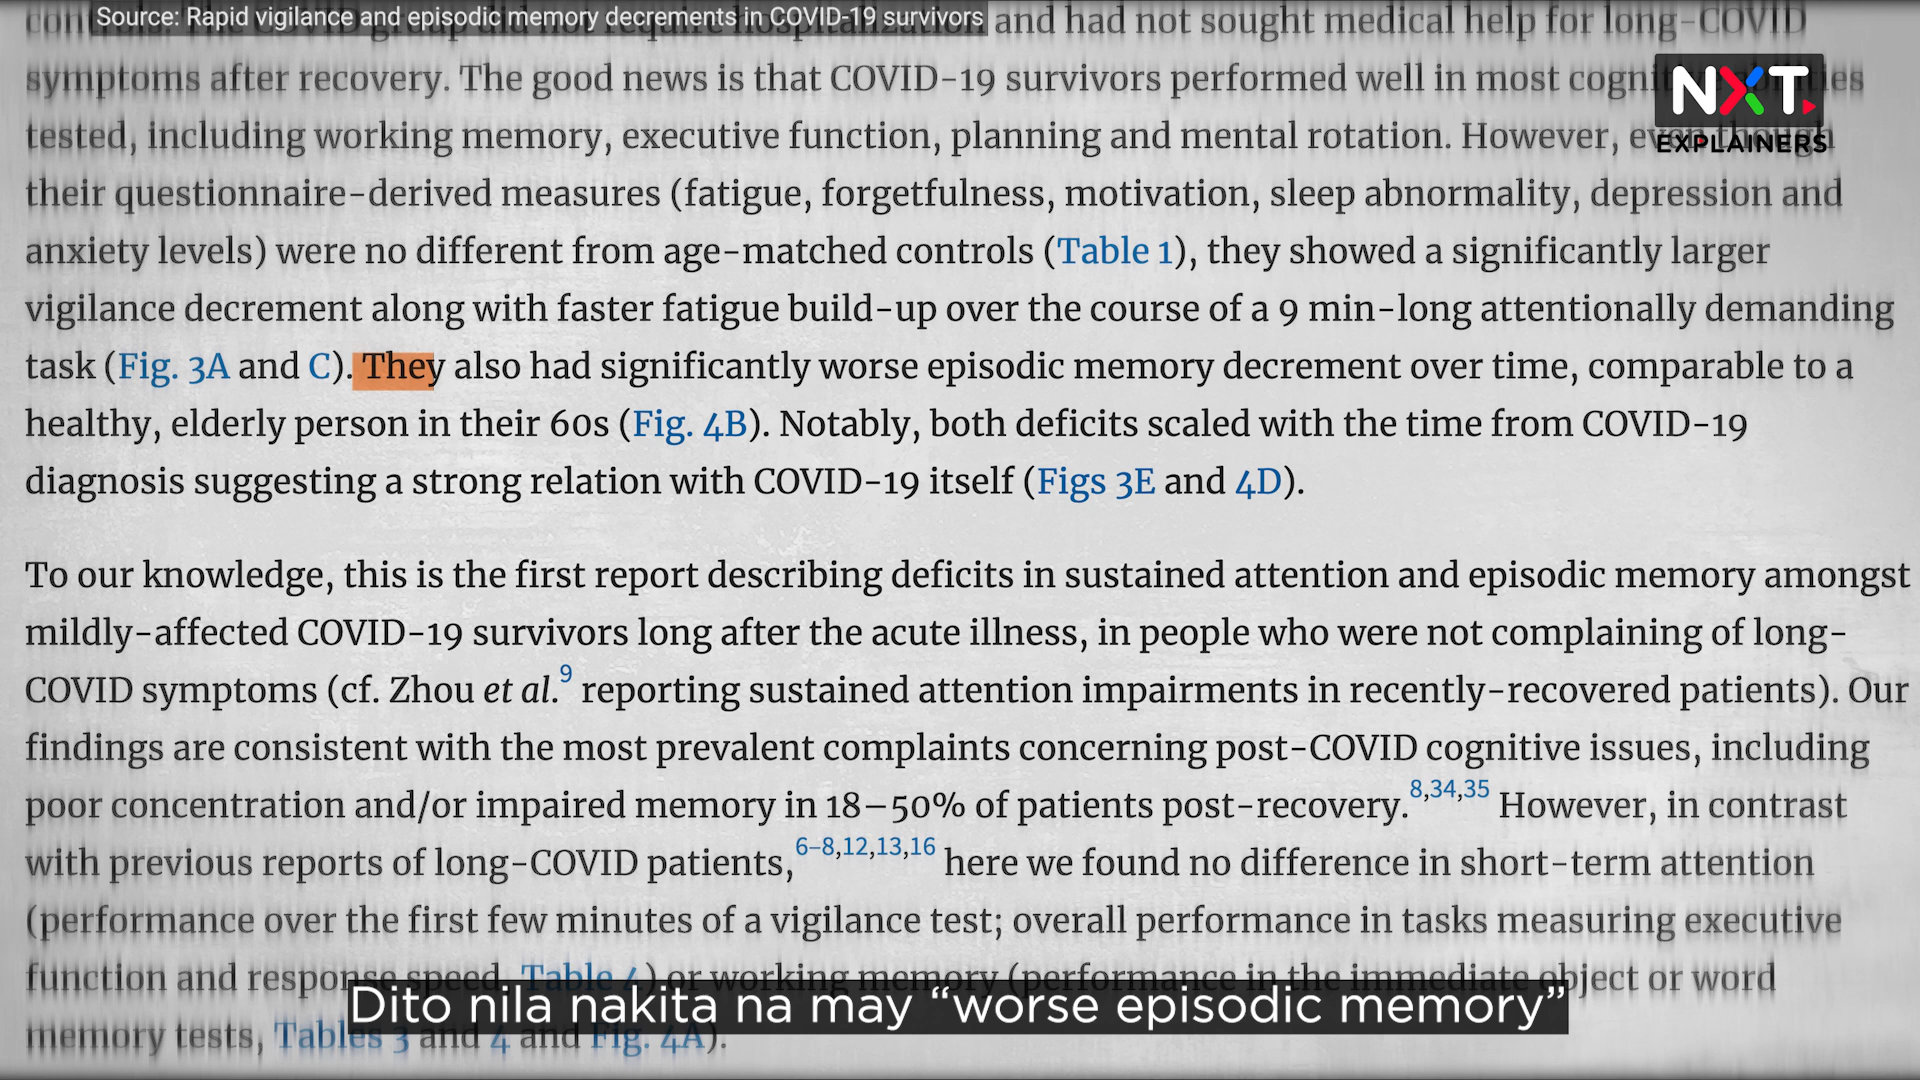 Source: Rapid vigilance and episodic memory decrements in COVID-19 survivors
and had not sought medical help for long-COVID
symptoms after recovery. The good news is that COVID-19 survivors performed well in most
tested, including working memory, executive function, planning and mental rotation. However, even though
their questionnaire-derived measures (fatigue, forgetfulness, motivation, sleep abnormality, depression and
anxiety levels) were no different from age-matched controls (Table 1), they showed a significantly larger
vigilance decrement along with faster fatigue build-up over the course of a 9 min-long attentionally demanding
task (Fig. 3A and C). They also had significantly worse episodic memory decrement over time, comparable to a
healthy, elderly person in their 60s (Fig. 4B). Notably, both deficits scaled with the time from COVID-19
diagnosis suggesting a strong relation with COVID-19 itself (Figs 3E and 4D).
To our knowledge, this is the first report describing deficits in sustained attention and episodic memory amongst
mildly-affected COVID-19 survivors long after the acute illness, in people who were not complaining of long-
COVID symptoms (cf. Zhou et al.9 reporting sustained attention impairments in recently-recovered patients). Our
findings are consistent with the most prevalent complaints concerning post-COVID cognitive issues, including
poor concentration and/or impaired memory in 18–50% of patients post-recovery.8,34,35 However, in contrast
with previous reports of long-COVID patients,6–8,12,13,16 here we found no difference in short-term attention
(performance over the first few minutes of a vigilance test; overall performance in tasks measuring executive
function and response speed, Table 4) or working memory (performance in the immediate object or word
memory tests, Tables 3 and 4 and Fig. 4A).
NXT
EXPLAINERS
Dito nila nakita na may “worse episodic memory”